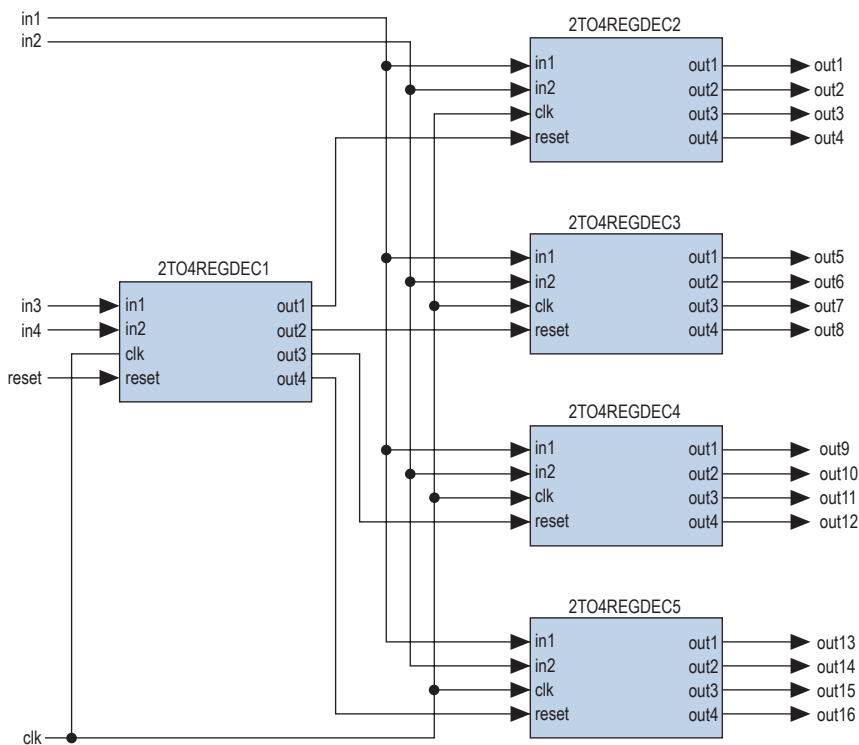 in1
in2
2TO4REGDEC2
in1
in2
clk
reset
out1
out2
out3
out4
out1
out2
out3
out4
2TO4REGDEC3
in1
in2
clk
reset
out1
out2
out3
out4
out5
out6
out7
out8
2TO4REGDEC1
in3
in4
reset
in1
in2
clk
reset
out1
out2
out3
out4
2TO4REGDEC4
in1
in2
clk
reset
out1
out2
out3
out4
out9
out10
out11
out12
2TO4REGDEC5
in1
in2
clk
reset
out1
out2
out3
out4
out13
out14
out15
out16
clk